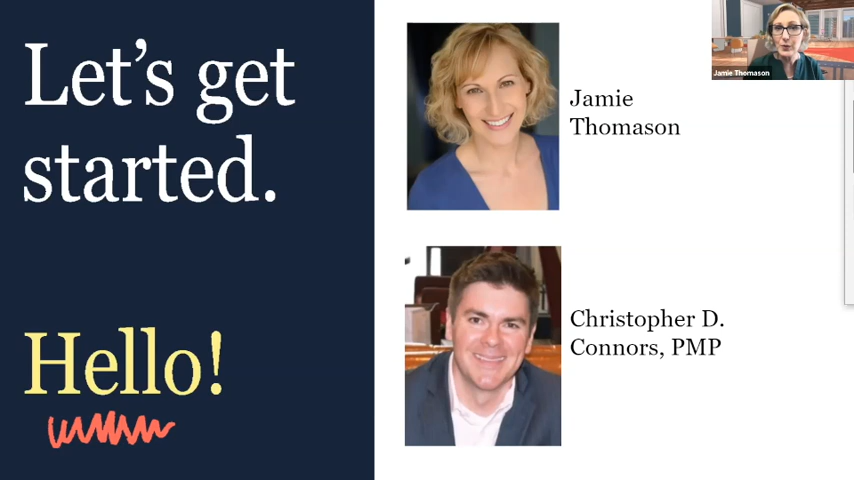 Let's get
started.
Hello!
Jamie
Thomason
Christopher D.
Connors, PMP
Jamie Thomason